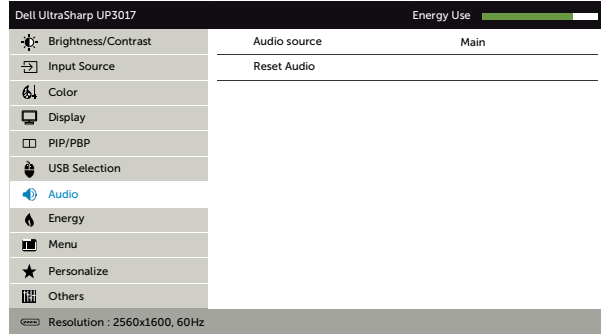 Dell UltraSharp UP3017 Energy Use
Brightness/Contrast Audio source Main
Input Source Reset Audio
Color
Display
PIP/PBP
USB Selection
Audio
Energy
Menu
Personalize
Others
Resolution : 2560x1600, 60Hz